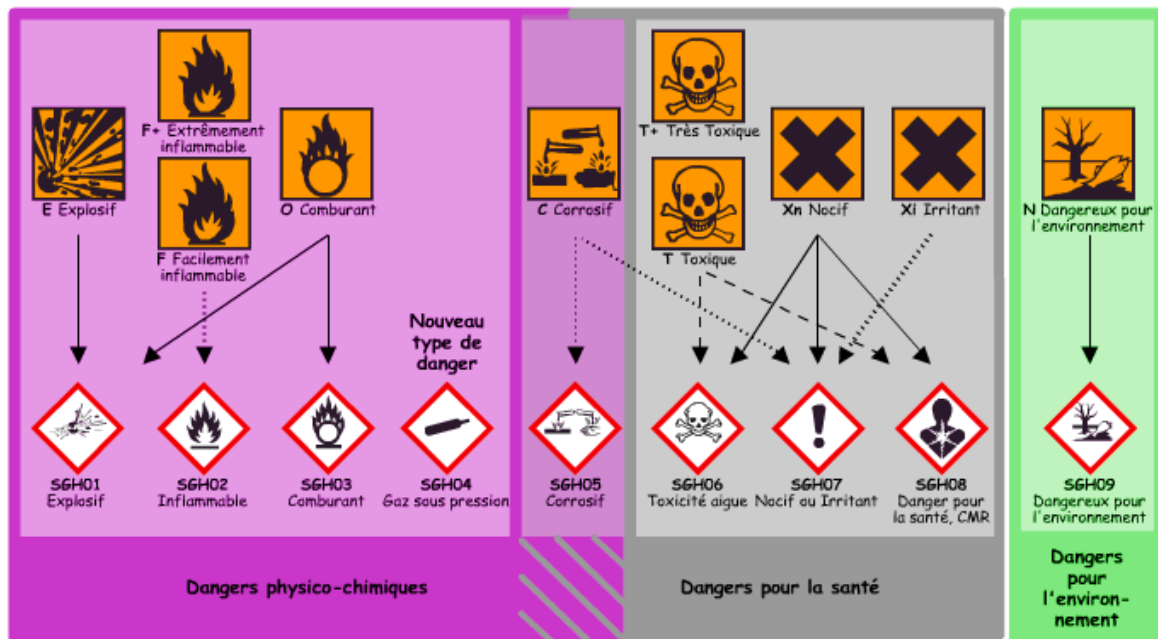 F+ Extrêmement
inflammable
T+ Très Toxique
E Explosif
O Comburant
C Corrosif
Xn Nocif
Xi Irritant
N Dangereux pour
l'environnement
F Facilement
inflammable
T Toxique
Nouveau
type de
danger
SGH01
Explosif
SGH02
Inflammable
SGH03
Comburant
SGH04
Gaz sous pression
SGH05
Corrosif
SGH06
Toxicité aigue
SGH07
Nocif ou Irritant
SGH08
Danger pour
la santé, CMR
SGH09
Dangereux pour
l'environnement
Dangers physico-chimiques
Dangers pour la santé
Dangers
pour
l'environ-
nement